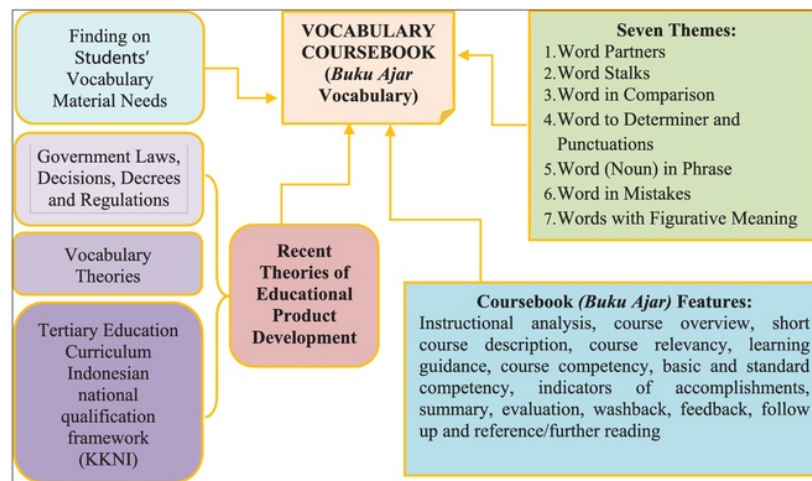 Finding on
Students'
Vocabulary
Material Needs
VOCABULARY
COURSEBOOK
(Buku Ajar
Vocabulary)
Seven Themes:
1.Word Partners
2.Word Stalks
3.Word in Comparison
4.Word to Determiner and
Punctuations
5.Word (Noun) in Phrase
6.Word in Mistakes
7.Words with Figurative Meaning
Government Laws,
Decisions, Decrees
and Regulations
Vocabulary
Theories
Tertiary Education
Curriculum
Indonesian
national
qualification
framework
(KKNI)
Recent
Theories of
Educational
Product
Development
Coursebook (Buku Ajar) Features:
Instructional analysis, course overview, short
course description, course relevancy, learning
guidance, course competency, basic and standard
competency, indicators of accomplishments,
summary, evaluation, washback, feedback, follow
up and reference/further reading